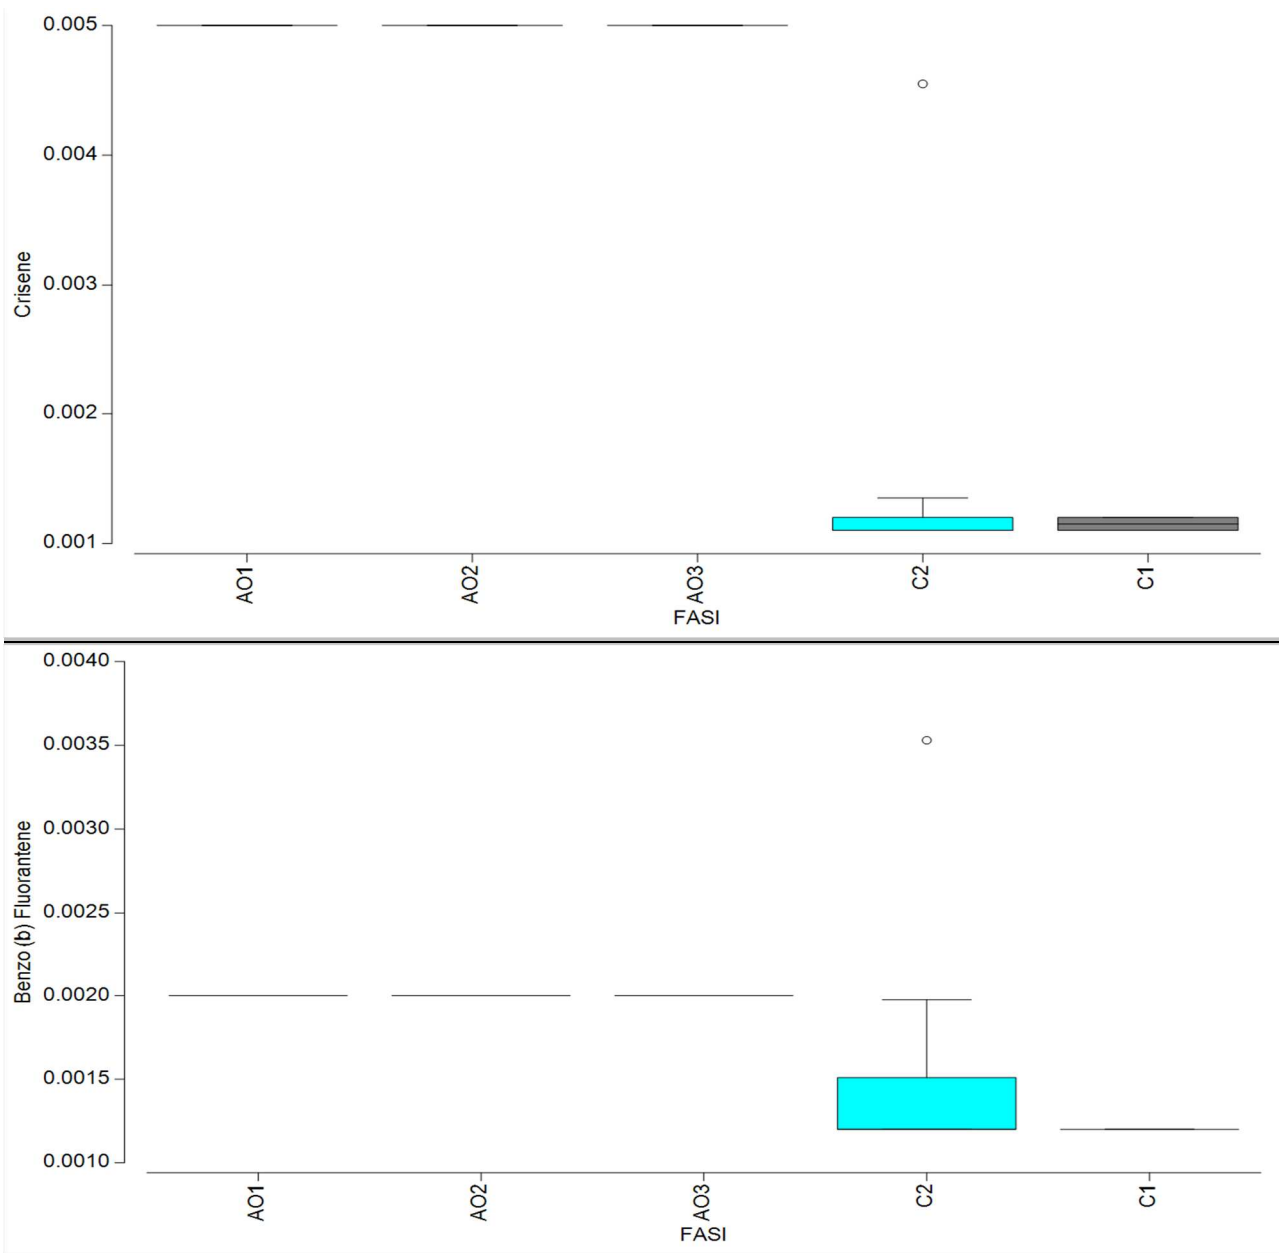 0.005
0.004
0.003
0.002
0.001
Crisene
AO1
AO2
AO3
C2
C1
FASI
0.0040
0.0035
0.0030
0.0025
0.0020
0.0015
0.0010
Benzo (b) Fluorantene
AO1
AO2
AO3
C2
C1
FASI